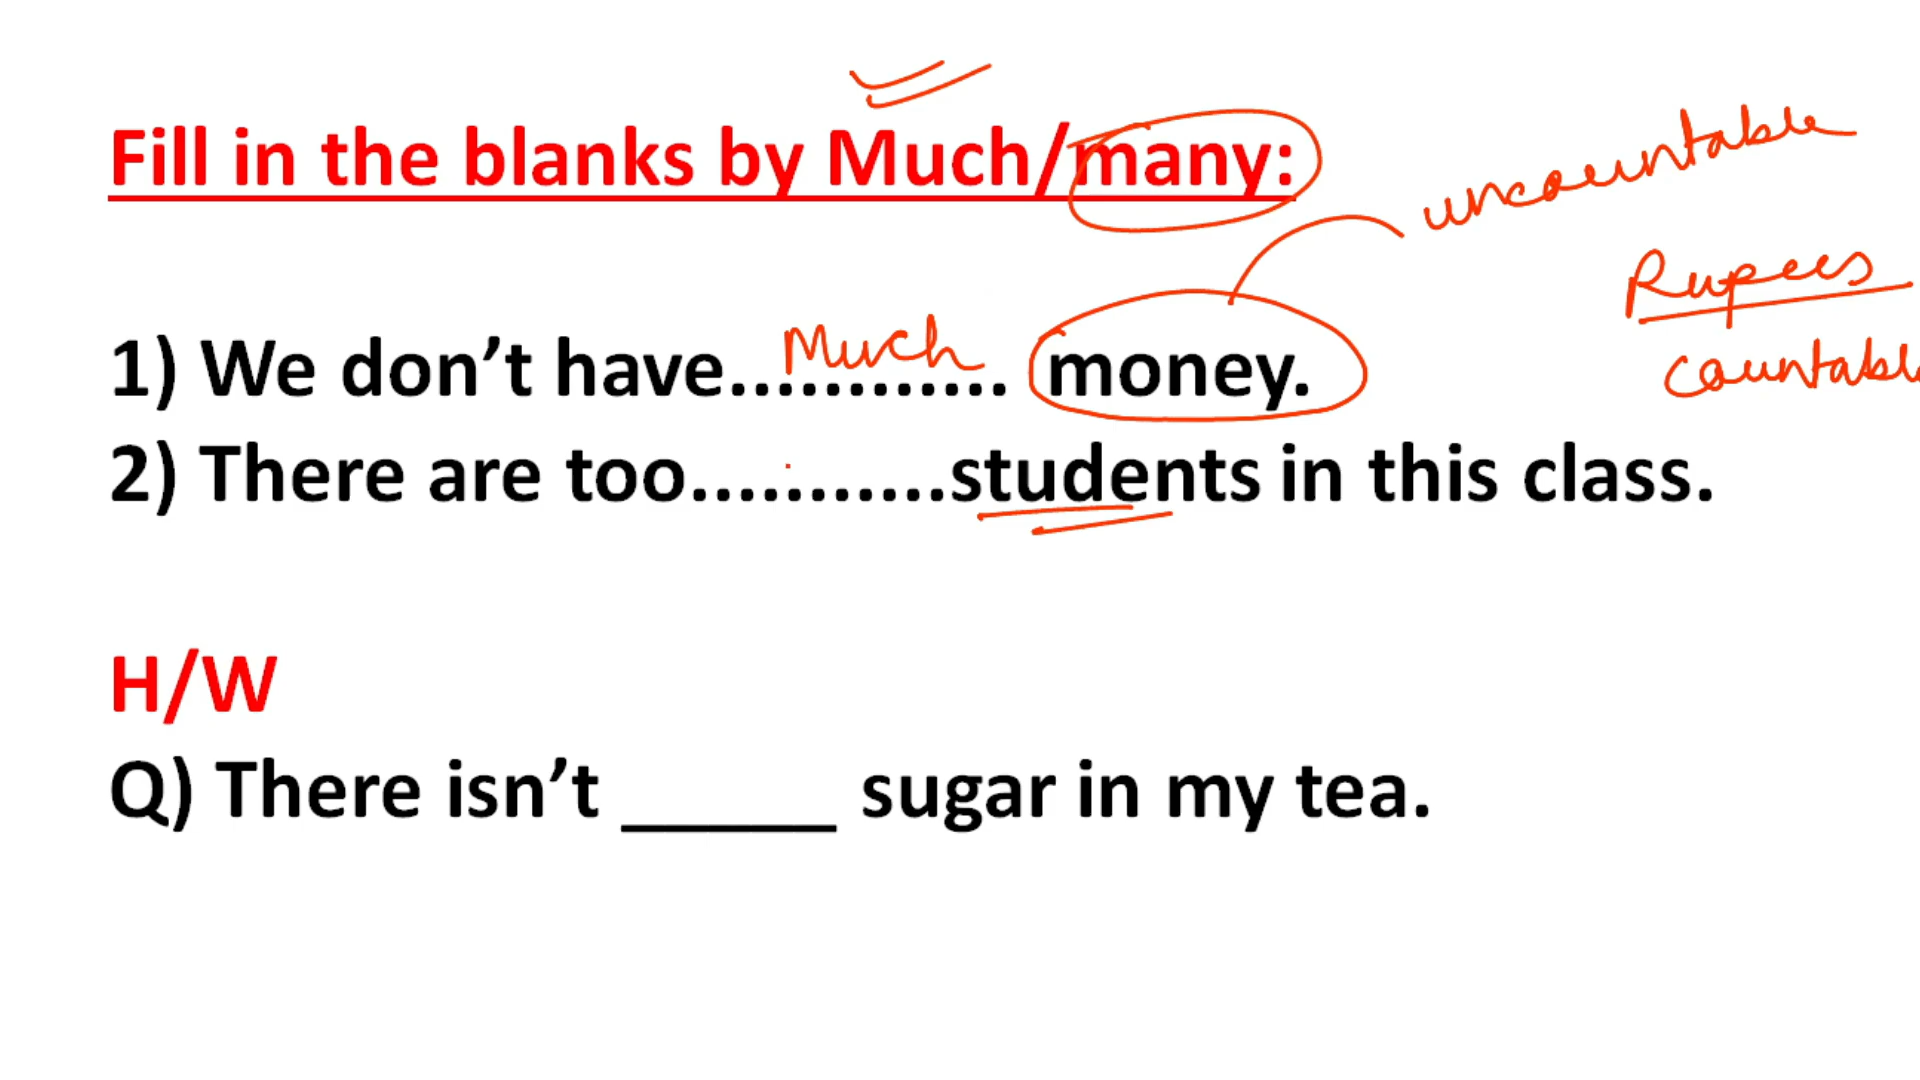 Fill in the blanks by Much/many:
uncountable
Rupees
countable
1) We don’t have............ money.
Much
2) There are too...........students in this class.
H/W
Q) There isn’t ______ sugar in my tea.